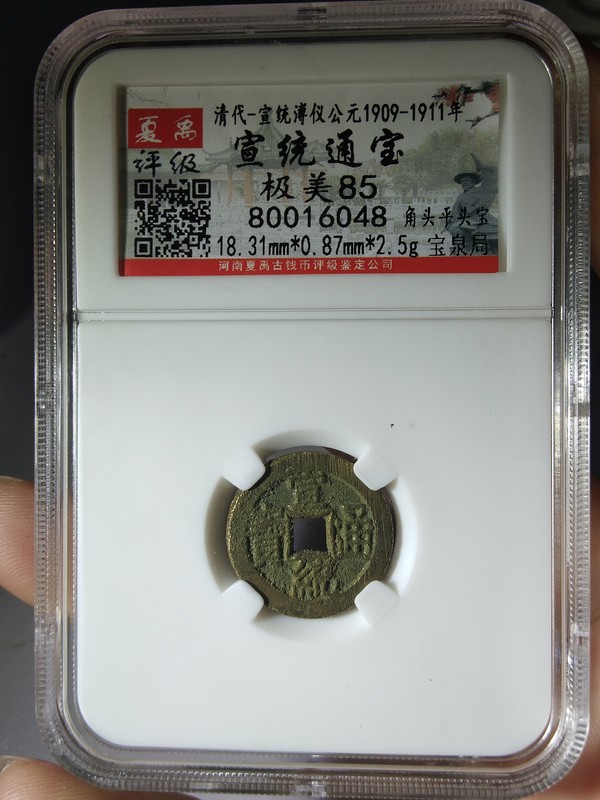 清代-宣统溥仪公元1909-1911年
夏禹
评级
宣统通宝
极美85
80016048 角头平头宝
18.31mm*0.87mm*2.5g 宝泉局
河南夏禹古钱币评级鉴定公司
宣统通宝